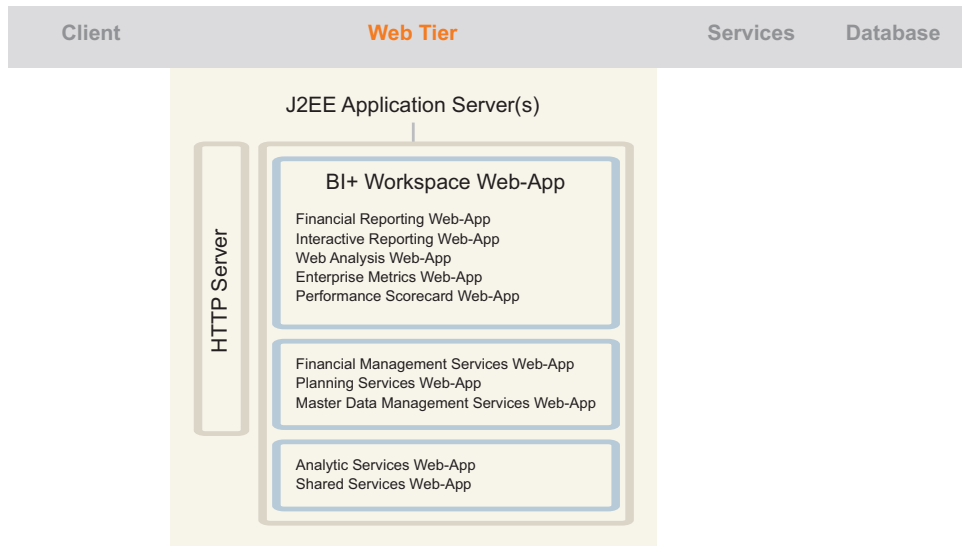 Client
Web Tier
Services
Database
J2EE Application Server(s)
HTTP Server
BI+ Workspace Web-App
Financial Reporting Web-App
Interactive Reporting Web-App
Web Analysis Web-App
Enterprise Metrics Web-App
Performance Scorecard Web-App
Financial Management Services Web-App
Planning Services Web-App
Master Data Management Services Web-App
Analytic Services Web-App
Shared Services Web-App